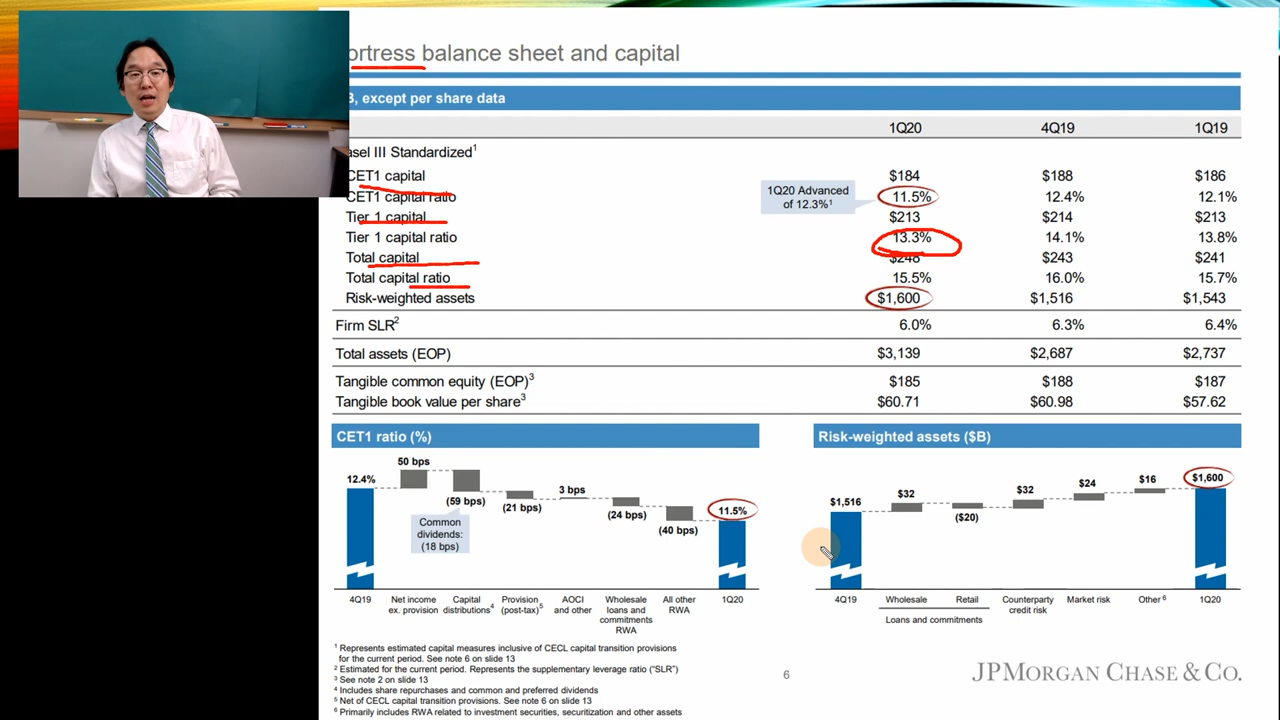 ortress balance sheet and capital
B, except per share data
1Q20 4Q19 1Q19
asel III Standardized1
CET1 capital $184 $188 $186
CET1 capital ratio 11.5% 12.4% 12.1%
1Q20 Advanced
of 12.3%1
Tier 1 capital $213 $214 $213
Tier 1 capital ratio 13.3% 14.1% 13.8%
Total capital $248 $243 $241
Total capital ratio 15.5% 16.0% 15.7%
Risk-weighted assets $1,600 $1,516 $1,543
Firm SLR2 6.0% 6.3% 6.4%
Total assets (EOP) $3,139 $2,687 $2,737
Tangible common equity (EOP)3 $185 $188 $187
Tangible book value per share3 $60.71 $60.98 $57.62
CET1 ratio (%)
12.4%
50 bps
(59 bps)
Common
dividends:
(18 bps)
(21 bps)
3 bps
(24 bps)
(40 bps)
11.5%
4Q19
Net income
ex. provision
Capital
distributions4
Provision
(post-tax)5
AOCI
and other
Wholesale
loans and
commitments
RWA
All other
RWA
1Q20
Risk-weighted assets ($B)
$1,516
$32
($20)
$32
$24
$16
$1,600
4Q19
Wholesale
Retail
Loans and commitments
Counterparty
credit risk
Market risk
Other6
1Q20
1 Represents estimated capital measures inclusive of CECL capital transition provisions
for the current period. See note 6 on slide 13
2 Estimated for the current period. Represents the supplementary leverage ratio ("SLR")
3 See note 2 on slide 13
4 Includes share repurchases and common and preferred dividends
5 Net of CECL capital transition provisions. See note 6 on slide 13
6 Primarily includes RWA related to investment securities, securitization and other assets
6
JPMORGAN CHASE & CO.